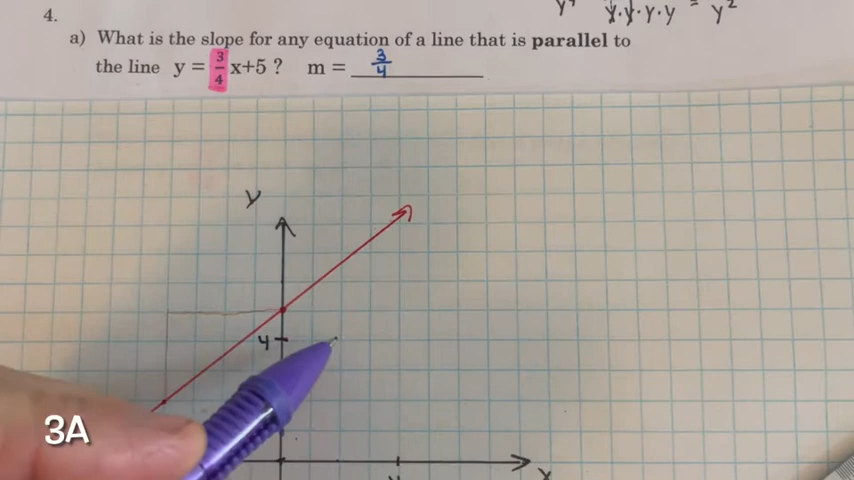 y⁴ y·y·y·y = y²
4.
a) What is the slope for any equation of a line that is parallel to
the line y = 3/4 x+5 ? m = 3/4
y
4
x
3A